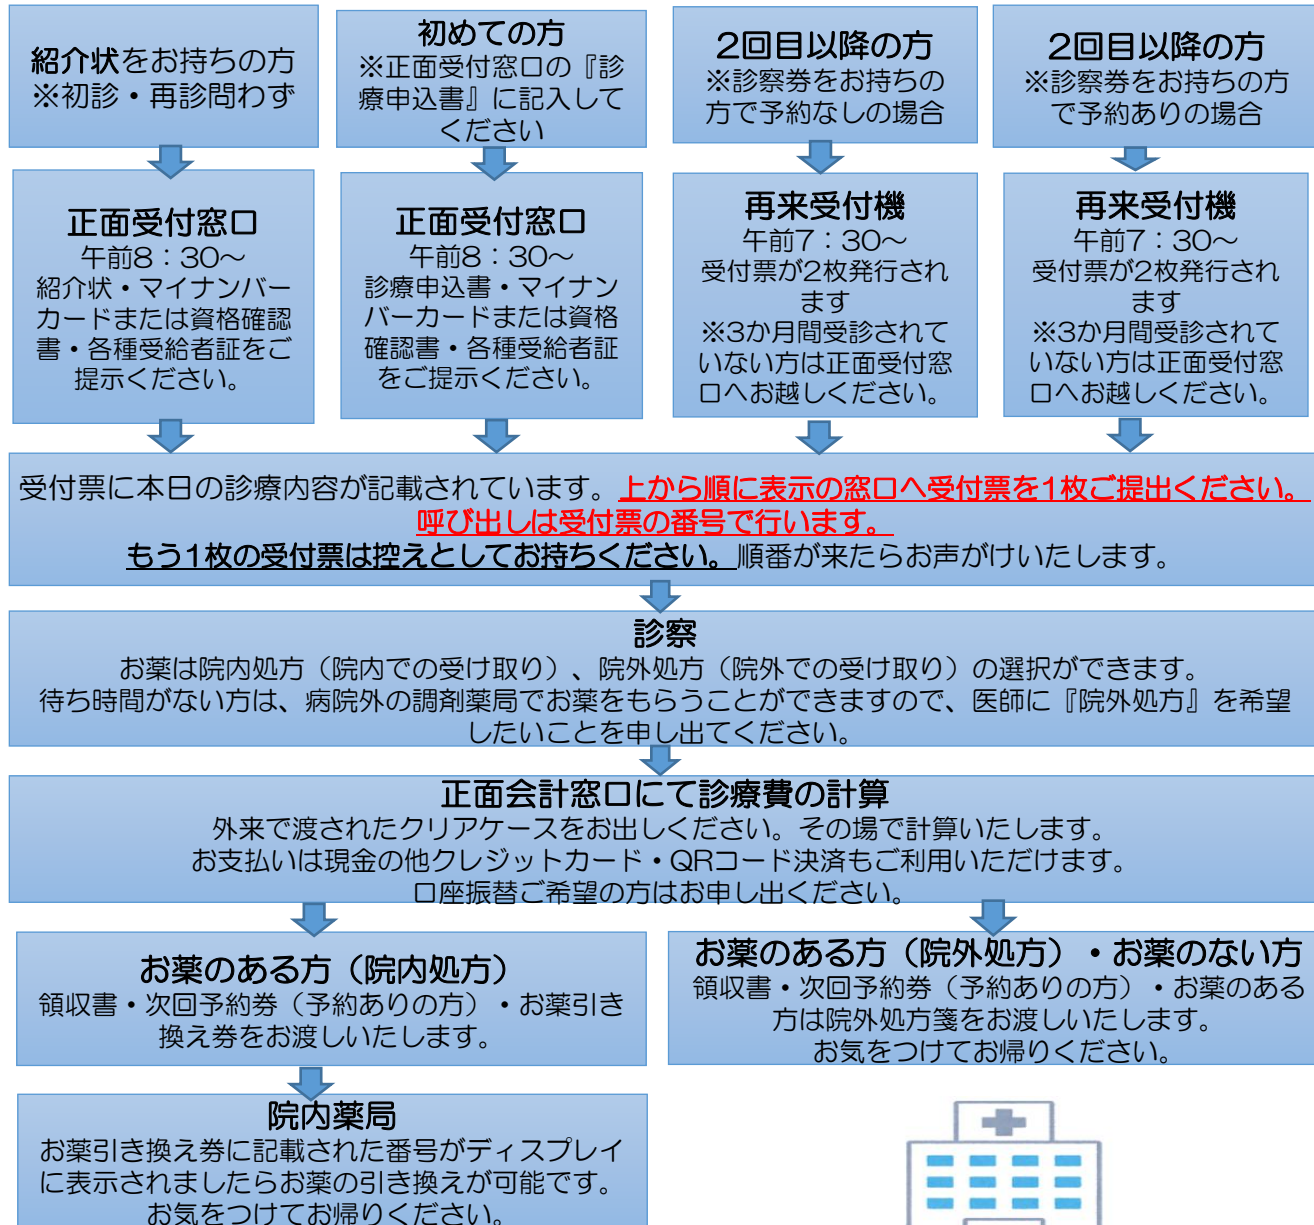 紹介状をお持ちの方
※初診・再診問わず
初めての方
※正面受付窓口の『診
療申込書』に記入して
ください
2回目以降の方
※診察券をお持ちの
方で予約なしの場合
2回目以降の方
※診察券をお持ちの方
で予約ありの場合
正面受付窓口
午前8：30～
紹介状・マイナンバー
カードまたは資格確認
書・各種受給者証をご
提示ください。
正面受付窓口
午前8：30～
診療申込書・マイナン
バーカードまたは資格
確認書・各種受給者証
をご提示ください。
再来受付機
午前7：30～
受付票が2枚発行され
ます
※3か月間受診されて
いない方は正面受付窓
口へお越しください。
再来受付機
午前7：30～
受付票が2枚発行され
ます
※3か月間受診されて
いない方は正面受付窓
口へお越しください。
受付票に本日の診療内容が記載されています。上から順に表示の窓口へ受付票を1枚ご提出ください。
呼び出しは受付票の番号で行います。
もう1枚の受付票は控えとしてお持ちください。順番が来たらお声がけいたします。
診察
お薬は院内処方（院内での受け取り）、院外処方（院外での受け取り）の選択ができます。
待ち時間がない方は、病院外の調剤薬局でお薬をもらうことができますので、医師に『院外処方』を希望
したいことを申し出てください。
正面会計窓口にて診療費の計算
外来で渡されたクリアケースをお出しください。その場で計算いたします。
お支払いは現金の他クレジットカード・QRコード決済もご利用いただけます。
口座振替ご希望の方はお申し出ください。
お薬のある方（院内処方）
領収書・次回予約券（予約ありの方）・お薬引き
換え券をお渡しいたします。
お薬のある方（院外処方）・お薬のない方
領収書・次回予約券（予約ありの方）・お薬のある
方は院外処方箋をお渡しいたします。
お気をつけてお帰りください。
院内薬局
お薬引き換え券に記載された番号がディスプレイ
に表示されましたらお薬の引き換えが可能です。
お気をつけてお帰りください。